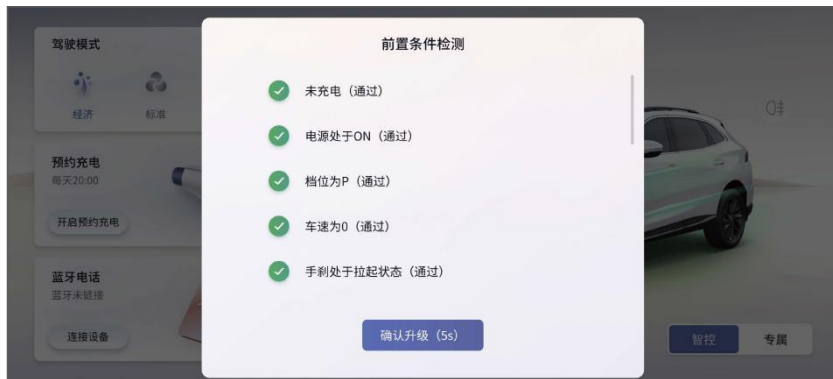 驾驶模式
经济
标准
预约充电
每天20:00
开启预约充电
蓝牙电话
蓝牙未链接
连接设备
前置条件检测
未充电（通过）
电源处于ON（通过）
档位为P（通过）
车速为0（通过）
手刹处于拉起状态（通过）
确认升级（5s）
智控
专属